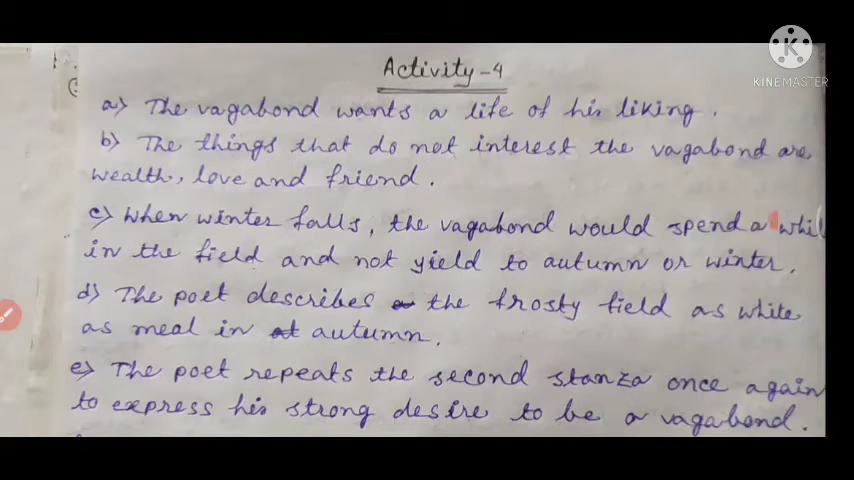 Activity-4
KINEMASTER
a) The vagabond wants a life of his liking.
b) The things that do not interest the vagabond are
wealth, love and friend.
c) When winter falls, the vagabond would spend a
in the field and not yield to autumn or winter.
d) The poet describes the frosty field as white
as meal in autumn.
e) The poet repeats the second stanza once again
to express his strong desire to be a vagabond.